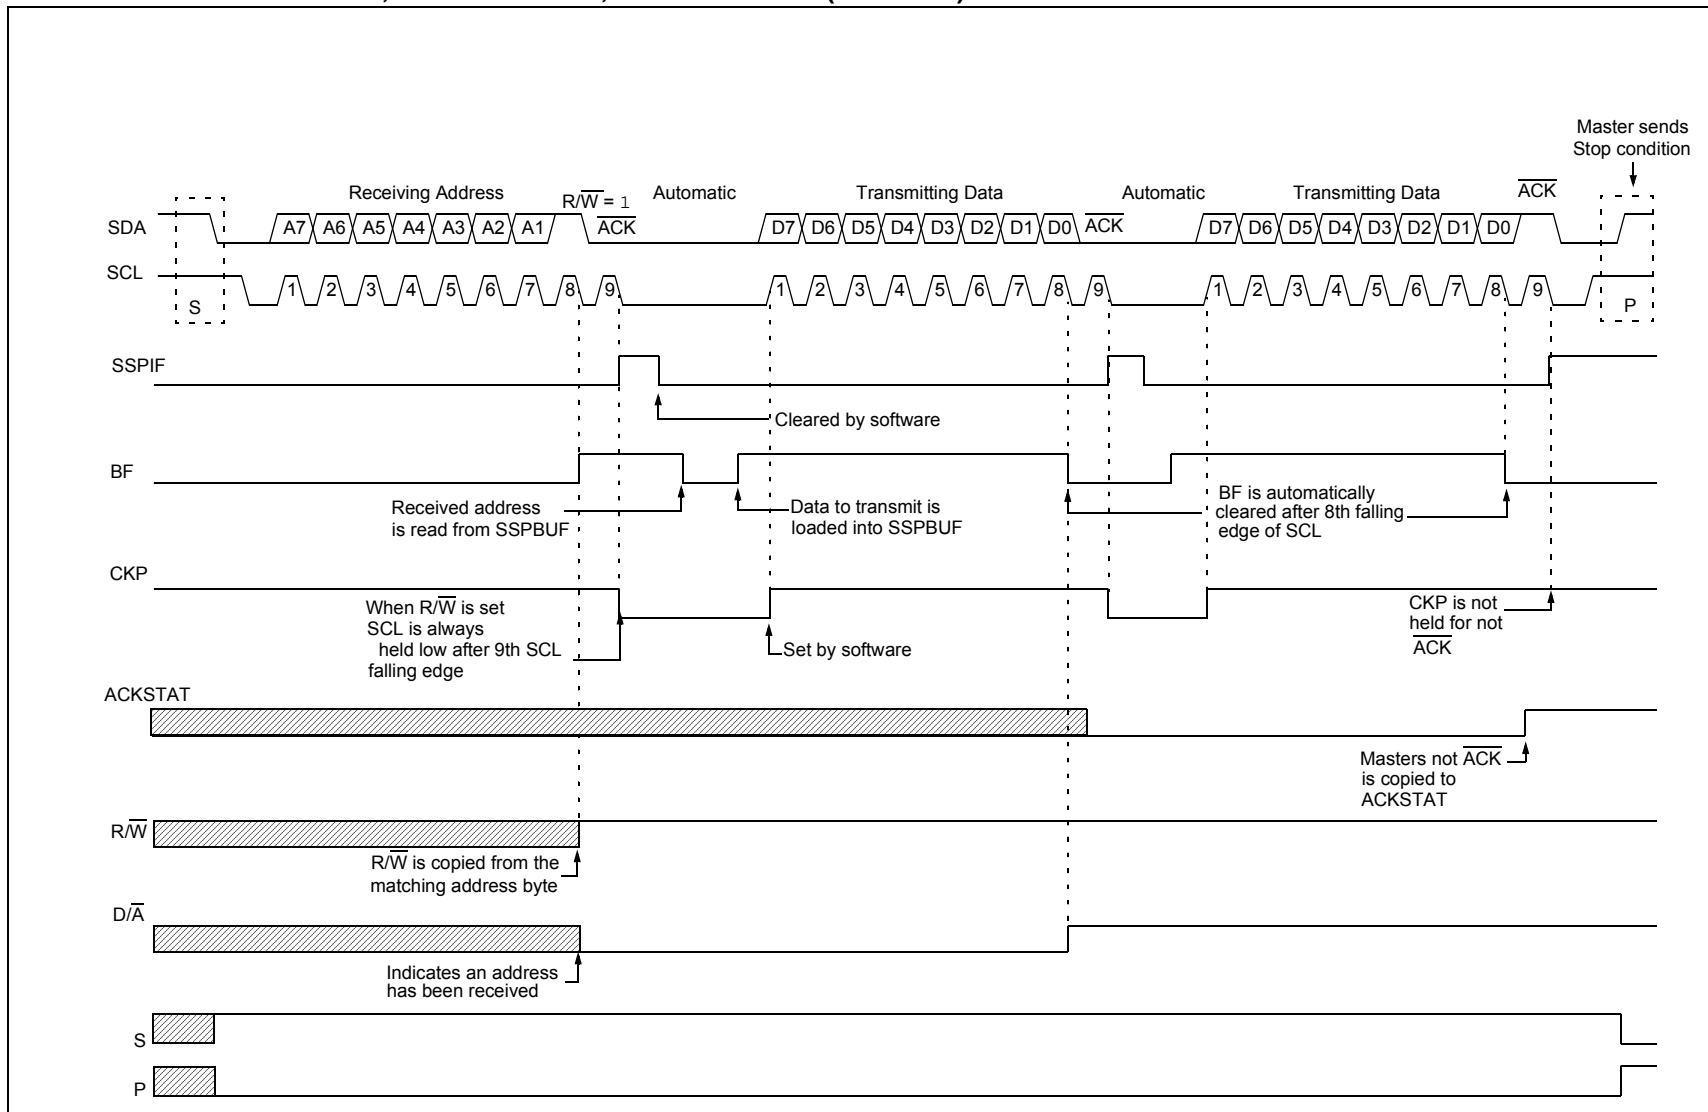 Master sends
Stop condition
Receiving Address
R/W̅ = 1
Automatic
Transmitting Data
Automatic
Transmitting Data
A̅C̅K̅
SDA
A7 A6 A5 A4 A3 A2 A1
A̅C̅K̅
D7 D6 D5 D4 D3 D2 D1 D0
A̅C̅K̅
D7 D6 D5 D4 D3 D2 D1 D0
SCL
S
1 2 3 4 5 6 7 8 9
1 2 3 4 5 6 7 8 9
1 2 3 4 5 6 7 8 9
P
SSPIF
Cleared by software
BF
Received address
is read from SSPBUF
Data to transmit is
loaded into SSPBUF
BF is automatically
cleared after 8th falling
edge of SCL
CKP
When R/W̅ is set
SCL is always
held low after 9th SCL
falling edge
Set by software
CKP is not
held for not
A̅C̅K̅
ACKSTAT
Masters not A̅C̅K̅
is copied to
ACKSTAT
R/W̅
R/W̅ is copied from the
matching address byte
D/A̅
Indicates an address
has been received
S
P